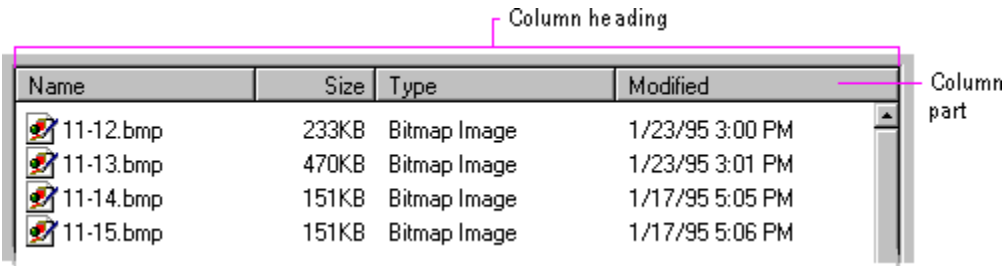 Column heading
Name Size Type Modified
Column
part
11-12.bmp 233KB Bitmap Image 1/23/95 3:00 PM
11-13.bmp 470KB Bitmap Image 1/23/95 3:01 PM
11-14.bmp 151KB Bitmap Image 1/17/95 5:05 PM
11-15.bmp 151KB Bitmap Image 1/17/95 5:06 PM